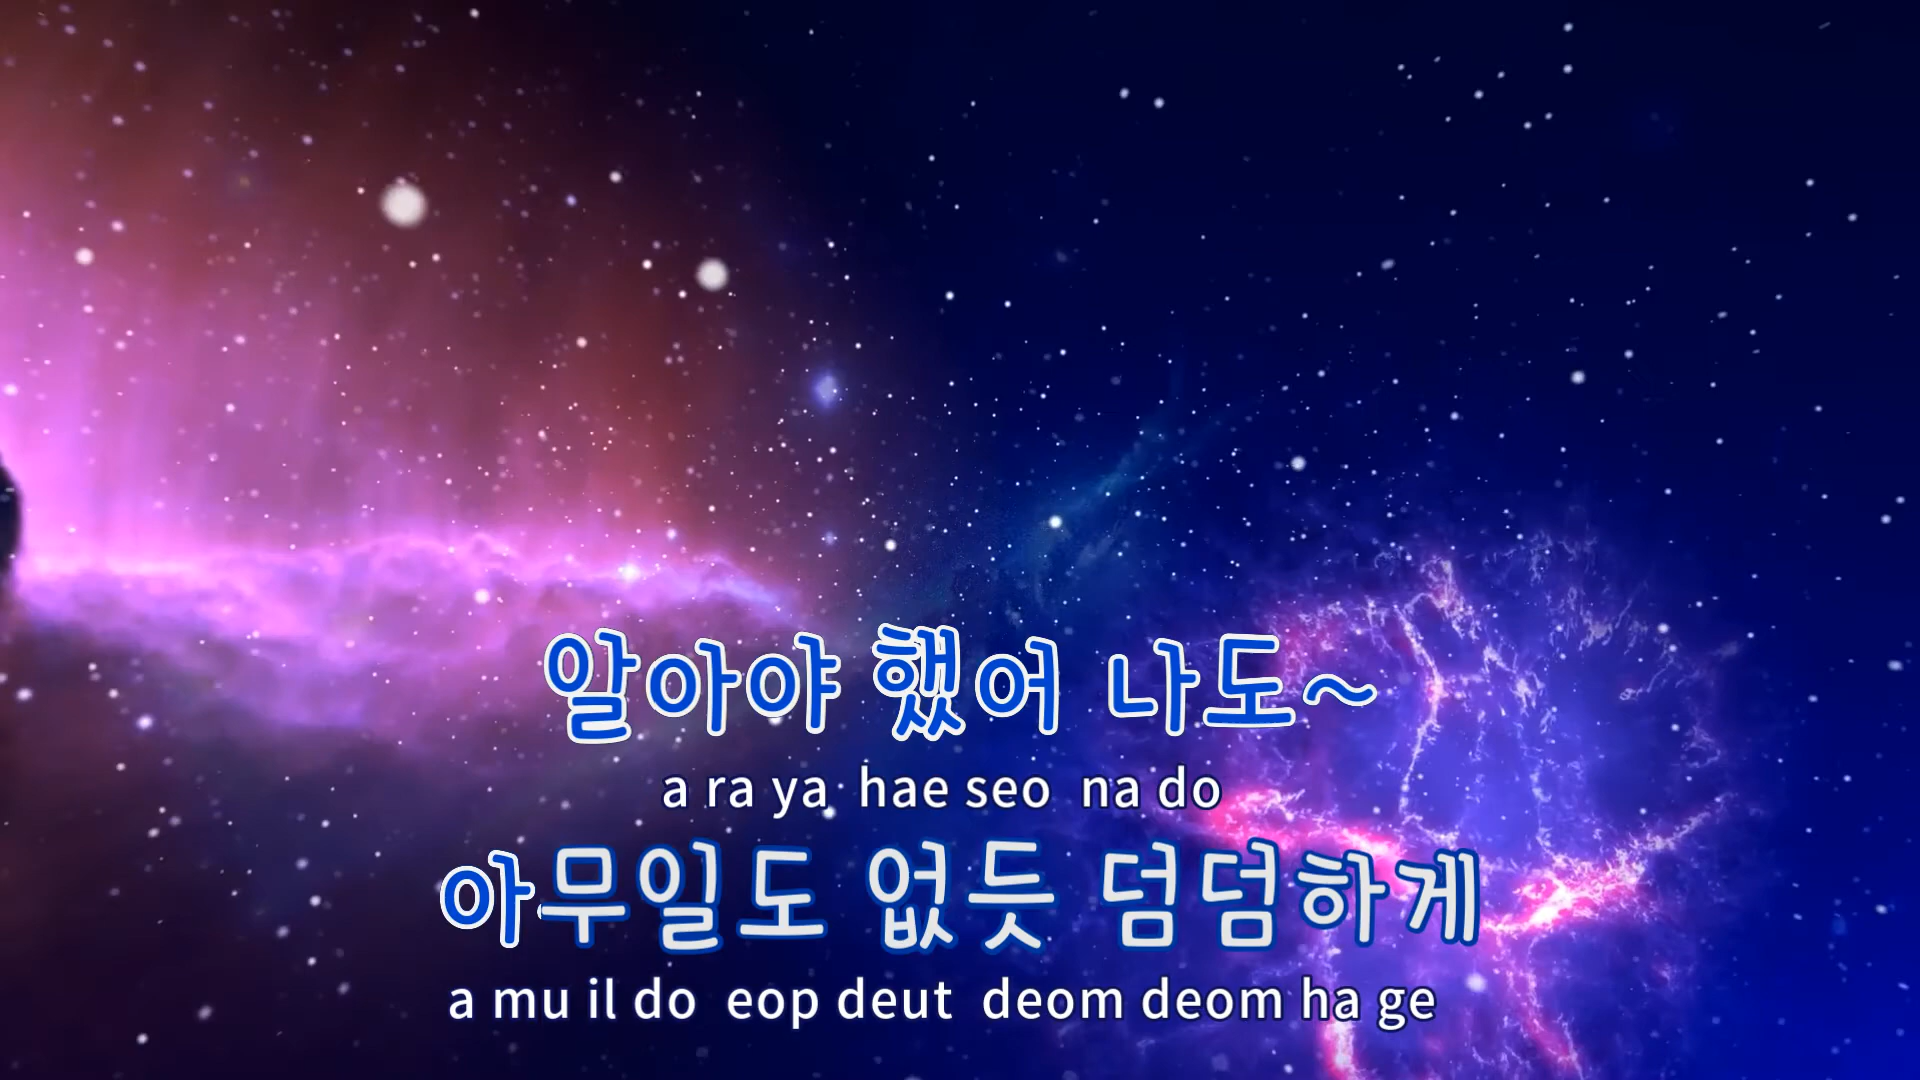 알아야 했어 나도~
a ra ya hae seo na do
아무일도 없듯 덤덤하게
a mu il do eop deut deom deom ha ge